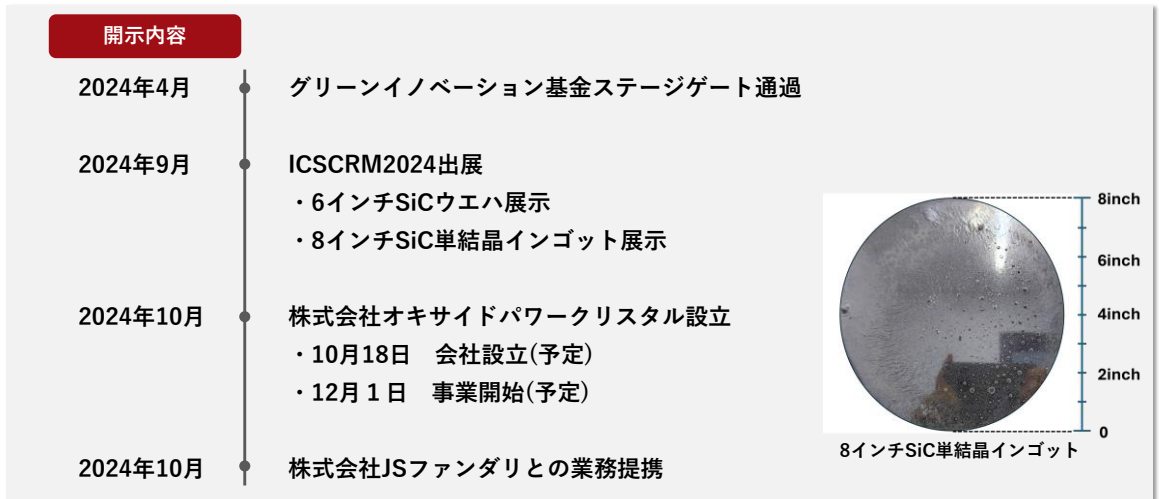 開示内容
2024年4月 グリーンイノベーション基金ステージゲート通過
2024年9月 ICSCRM2024出展
・6インチSiCウエハ展示
・8インチSiC単結晶インゴット展示
2024年10月 株式会社オキサイドパワークリスタル設立
・10月18日　会社設立(予定)
・12月１日　事業開始(予定)
2024年10月 株式会社JSファンダリとの業務提携
8inch
6inch
4inch
2inch
0
8インチSiC単結晶インゴット